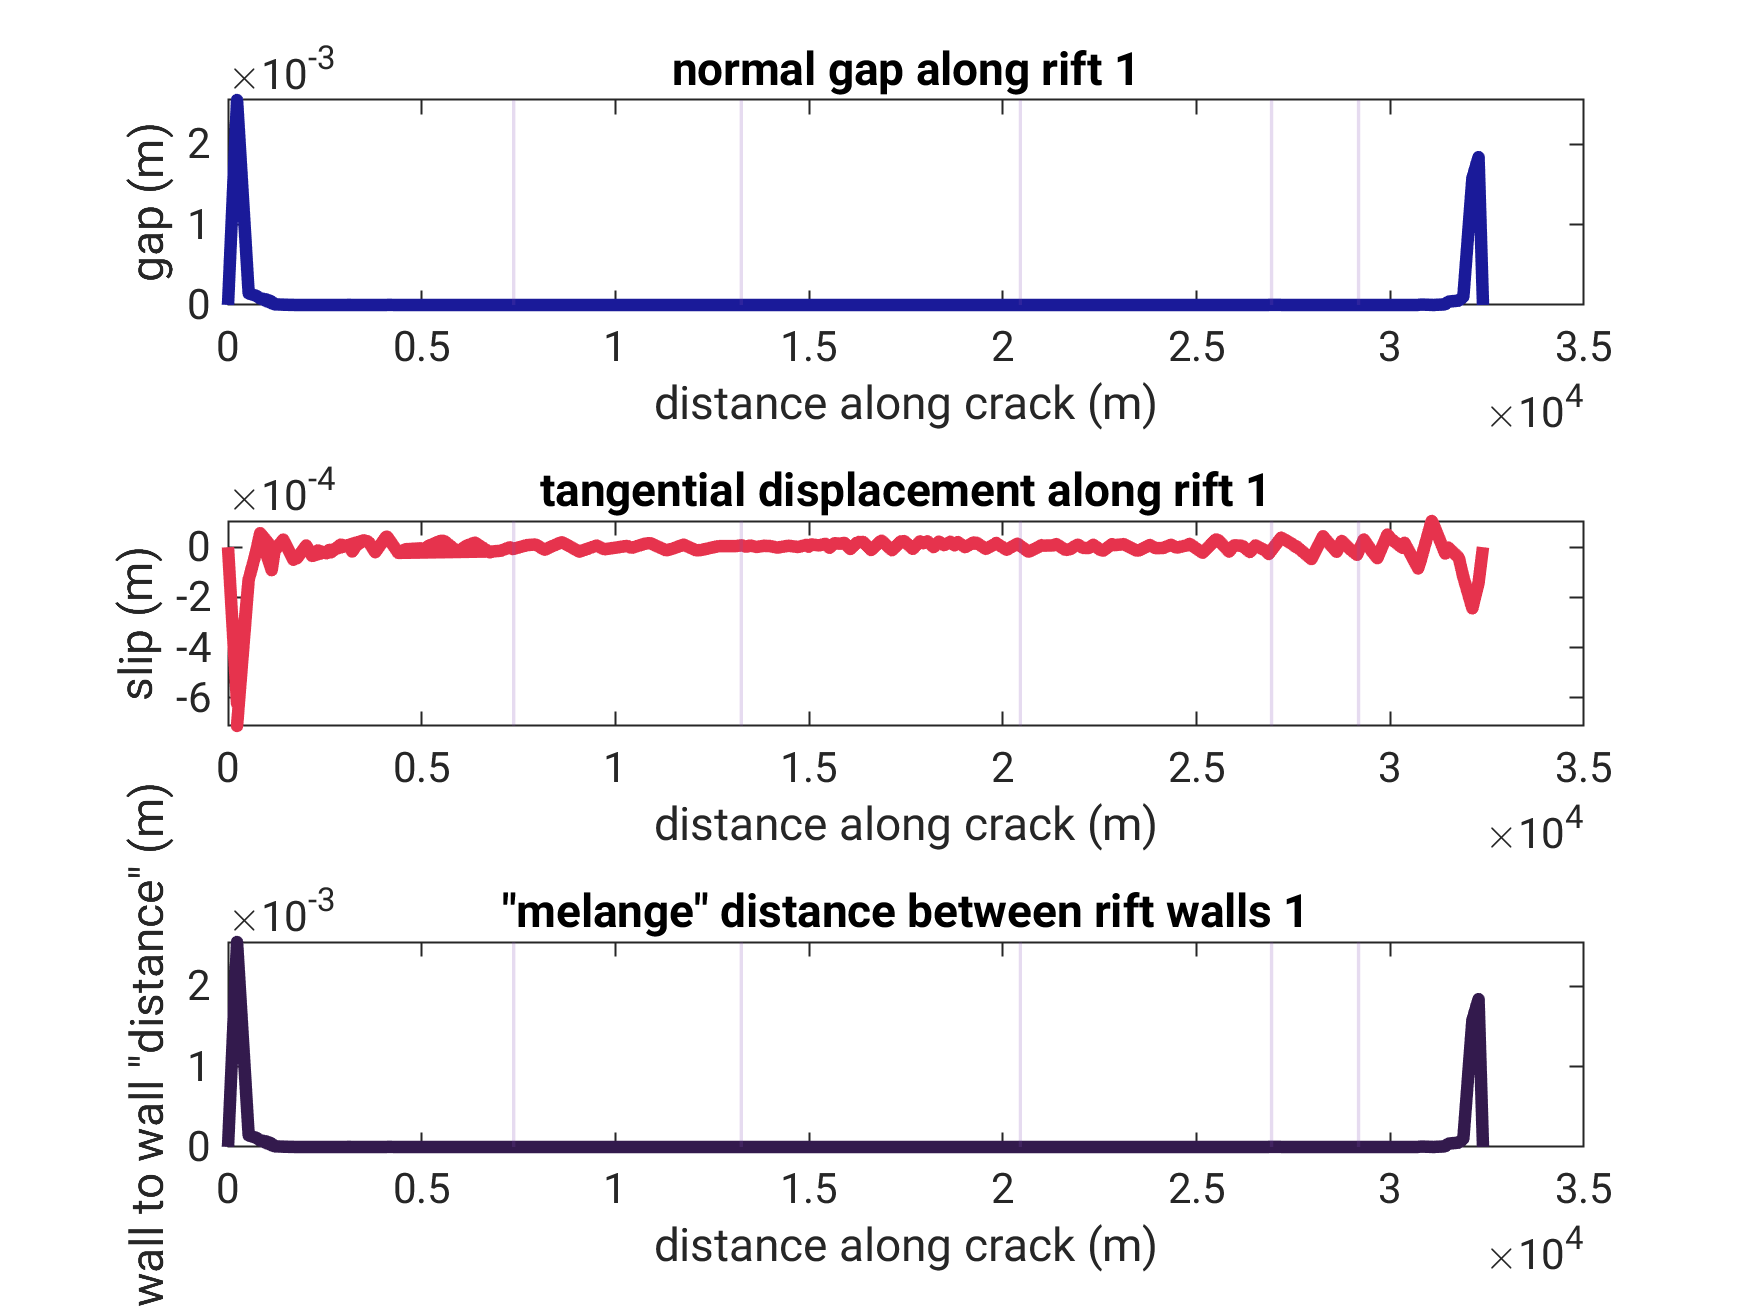 normal gap along rift 1
×10⁻³
gap (m)
2
1
0
0 0.5 1 1.5 2 2.5 3 3.5
distance along crack (m)
×10⁴
tangential displacement along rift 1
×10⁻⁴
slip (m)
0
-2
-4
-6
0 0.5 1 1.5 2 2.5 3 3.5
distance along crack (m)
×10⁴
"melange" distance between rift walls 1
×10⁻³
wall to wall "distance" (m)
2
1
0
0 0.5 1 1.5 2 2.5 3 3.5
distance along crack (m)
×10⁴